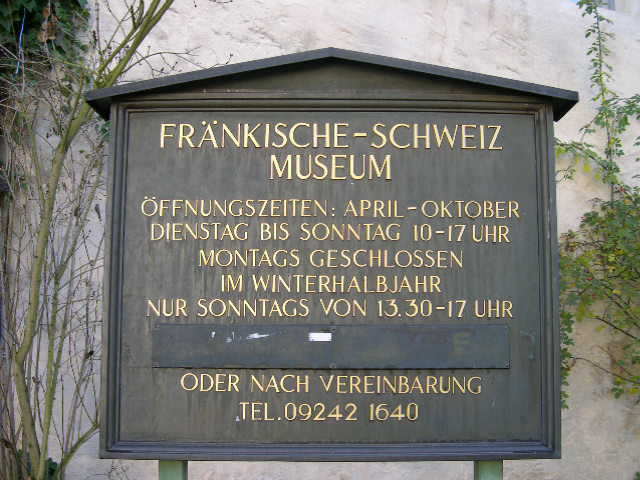 FRÄNKISCHE-SCHWEIZ
MUSEUM
ÖFFNUNGSZEITEN: APRIL-OKTOBER
DIENSTAG BIS SONNTAG 10-17 UHR
MONTAGS GESCHLOSSEN
IM WINTERHALBJAHR
NUR SONNTAGS VON 13.30-17 UHR
ODER NACH VEREINBARUNG
TEL.09242 1640